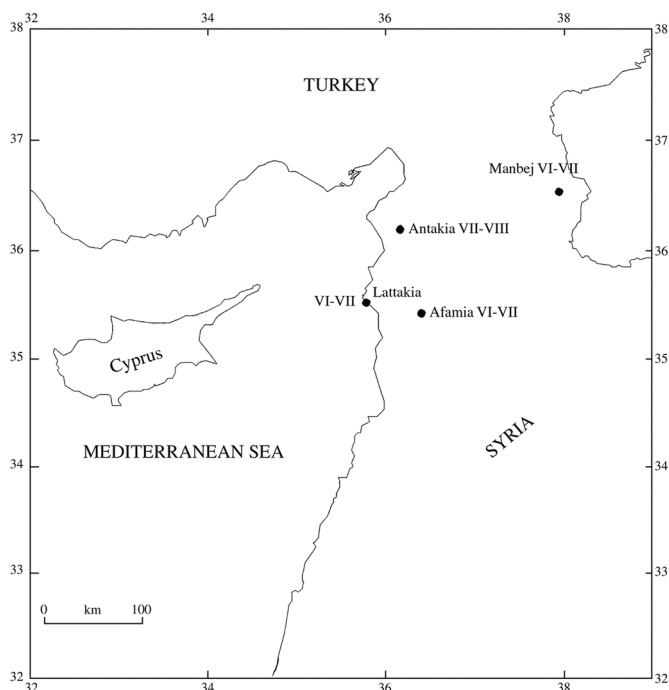 32 34 36 38
38 38
TURKEY
37 37
Manbej VI-VII
Antakia VII-VIII
36 36
Lattakia
VI-VII
Afamia VI-VII
35 35
Cyprus
SYRIA
MEDITERRANEAN SEA
34 34
33 33
0 km 100
32 32
32 34 36 38